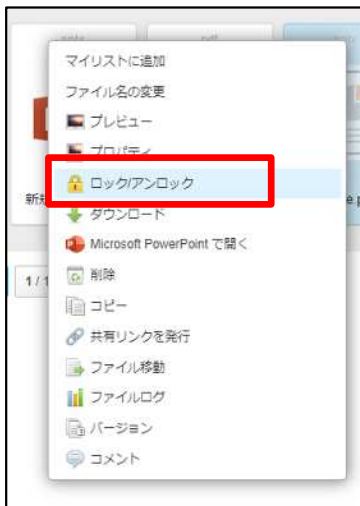 マイリストに追加
ファイル名の変更
プレビュー
プロパティ
ロック/アンロック
新規
ダウンロード
Microsoft PowerPoint で開く
1 / 1
削除
コピー
共有リンクを発行
ファイル移動
ファイルログ
バージョン
コメント